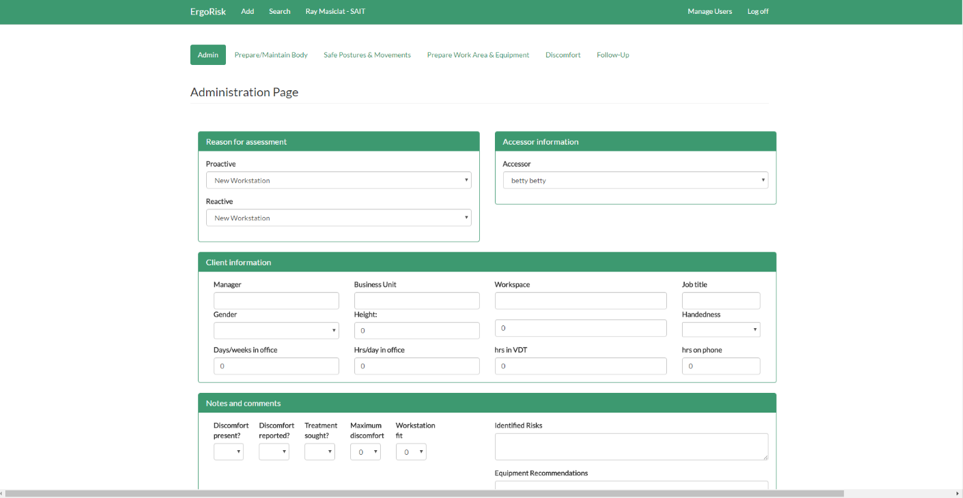 ErgoRisk Add Search Ray Masiclat - SAIT Manage Users Log off
Admin Prepare/Maintain Body Safe Postures & Movements Prepare Work Area & Equipment Discomfort Follow-Up
Administration Page
Reason for assessment
Proactive
New Workstation
Reactive
New Workstation
Accessor information
Accessor
betty betty
Client information
Manager Business Unit Workspace Job title
Gender Height: Handedness
0 0
Days/weeks in office Hrs/day in office hrs in VDT hrs on phone
0 0 0 0
Notes and comments
Discomfort present? Discomfort reported? Treatment sought? Maximum discomfort Workstation fit
0 0
Identified Risks
Equipment Recommendations